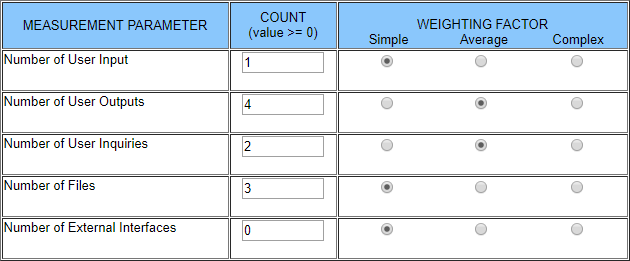 MEASUREMENT PARAMETER
COUNT
(value >= 0)
WEIGHTING FACTOR
Simple Average Complex
Number of User Input 1
Number of User Outputs 4
Number of User Inquiries 2
Number of Files 3
Number of External Interfaces 0